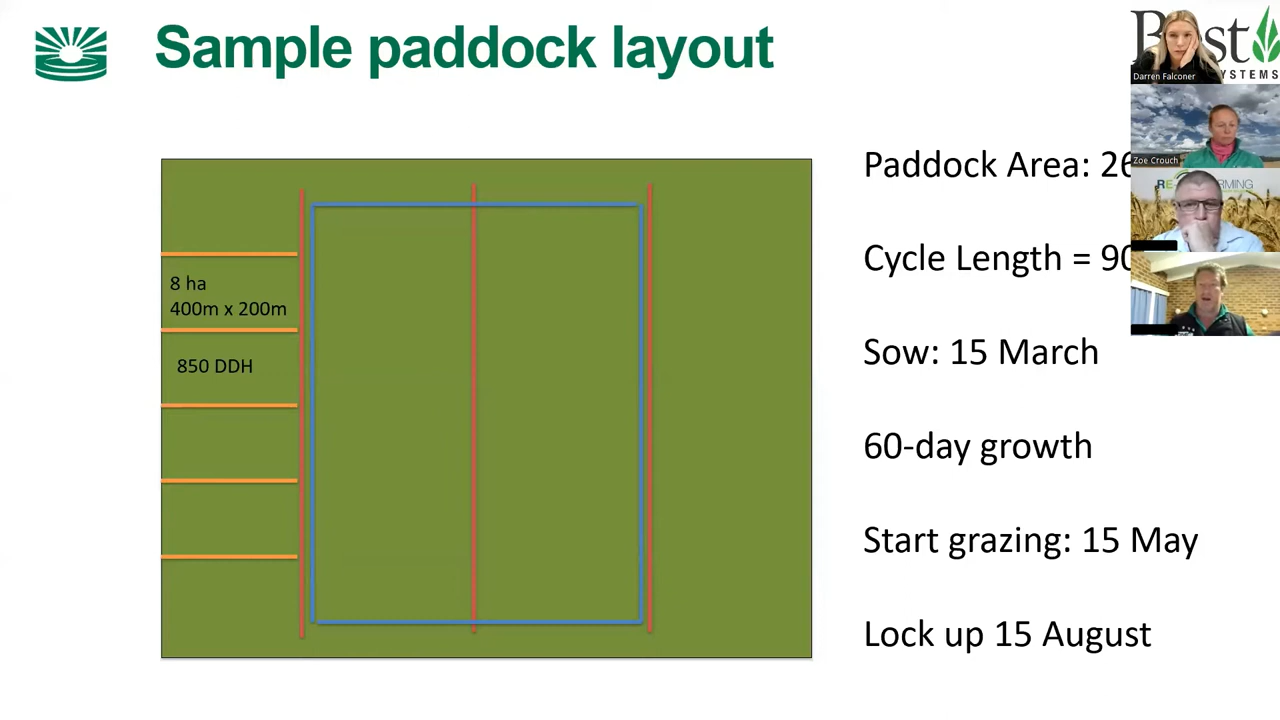 Sample paddock layout
Darren Falconer
SYSTEMS
Zoe Crouch
Paddock Area: 26
8 ha
400m x 200m
850 DDH
Cycle Length = 90
Sow: 15 March
60-day growth
Start grazing: 15 May
Lock up 15 August